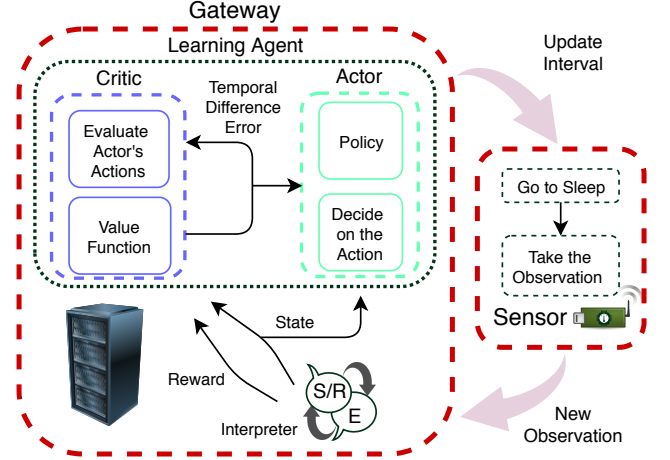 Gateway
Learning Agent
Critic
Temporal
Difference
Error
Actor
Evaluate
Actor's
Actions
Value
Function
Policy
Decide
on the
Action
State
Reward
Interpreter
S/R
E
Update
Interval
Go to Sleep
Take the
Observation
Sensor
New
Observation